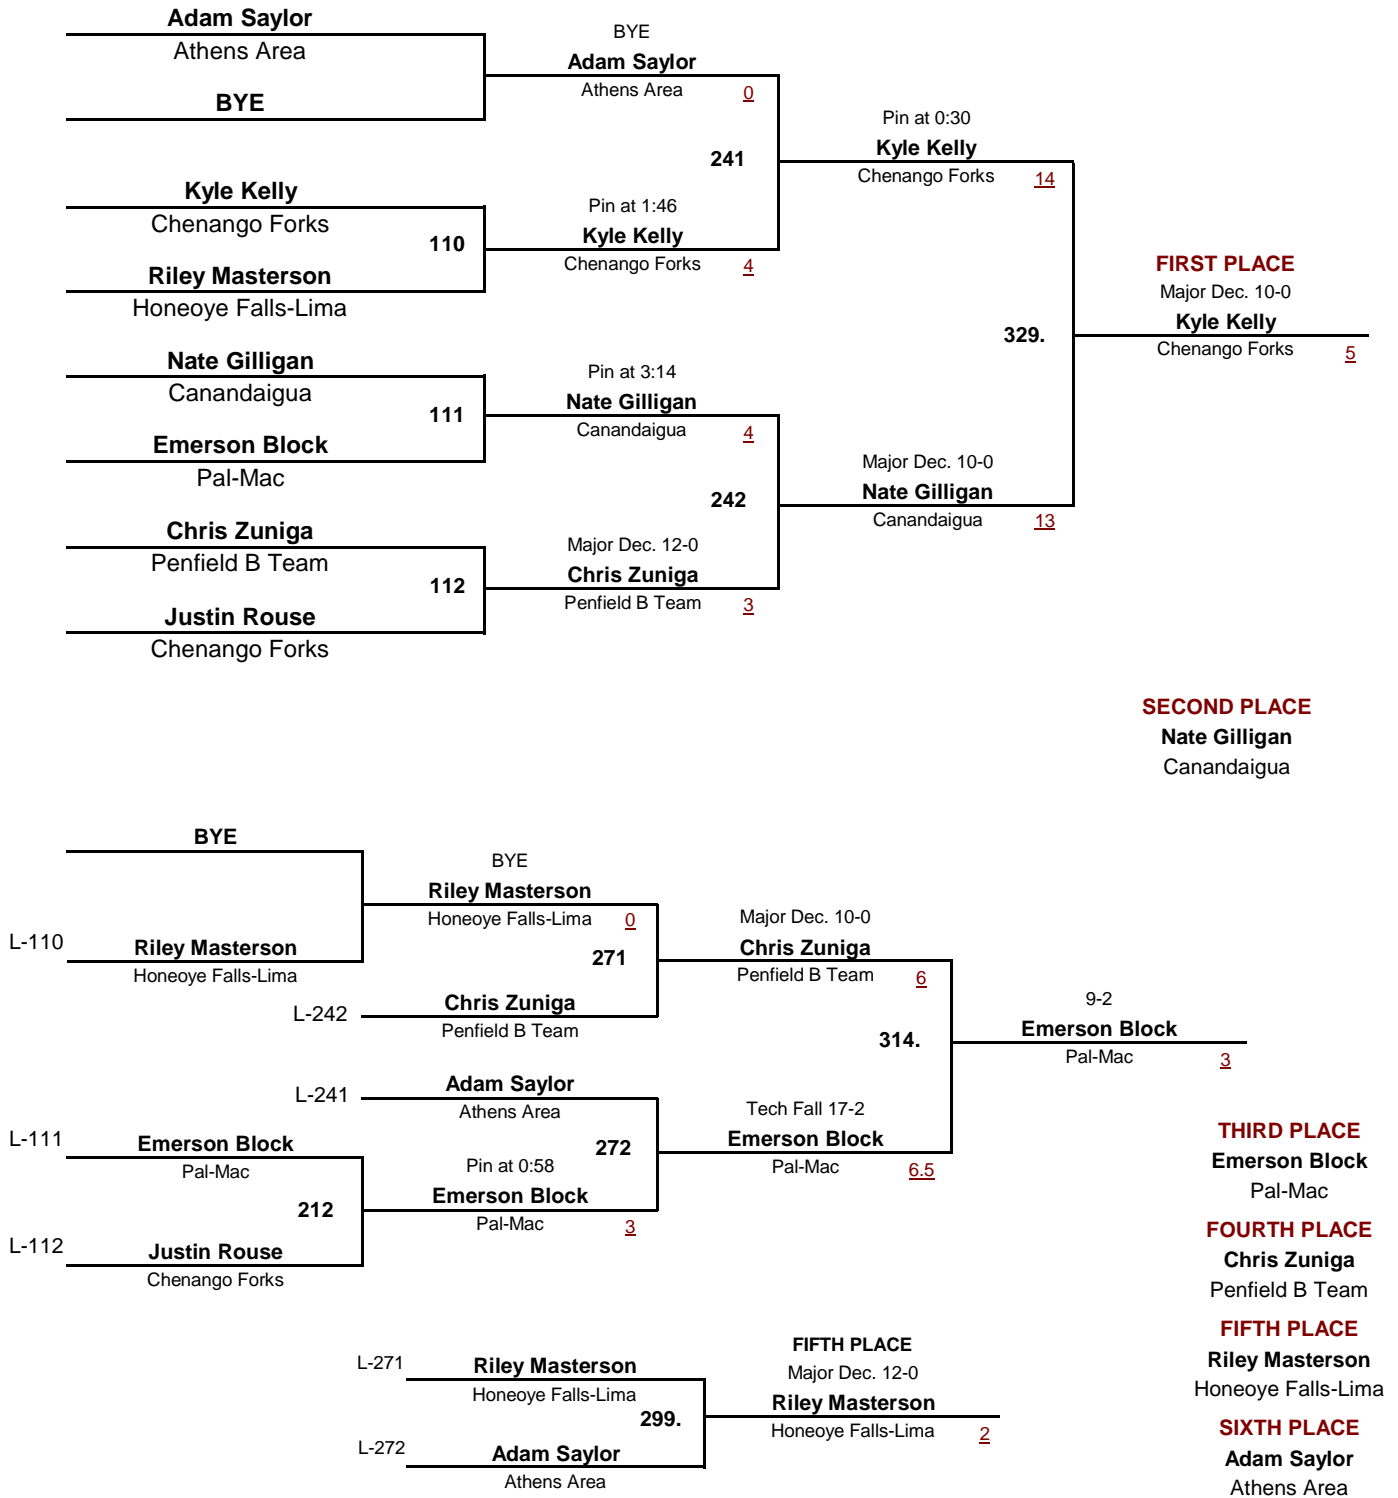 Adam Saylor
Athens Area
BYE
BYE
Adam Saylor
Athens Area 0
241
Kyle Kelly
Chenango Forks
110
Riley Masterson
Honeoye Falls-Lima
Pin at 1:46
Kyle Kelly
Chenango Forks 4
Pin at 0:30
Kyle Kelly
Chenango Forks 14
Nate Gilligan
Canandaigua
111
Emerson Block
Pal-Mac
Pin at 3:14
Nate Gilligan
Canandaigua 4
242
Chris Zuniga
Penfield B Team
112
Justin Rouse
Chenango Forks
Major Dec. 12-0
Chris Zuniga
Penfield B Team 3
Major Dec. 10-0
Nate Gilligan
Canandaigua 13
329.
FIRST PLACE
Major Dec. 10-0
Kyle Kelly
Chenango Forks 5
SECOND PLACE
Nate Gilligan
Canandaigua
BYE
L-110 Riley Masterson
Honeoye Falls-Lima
BYE
Riley Masterson
Honeoye Falls-Lima 0
271
L-242 Chris Zuniga
Penfield B Team
Major Dec. 10-0
Chris Zuniga
Penfield B Team 6
314.
L-241 Adam Saylor
Athens Area
272
L-111 Emerson Block
Pal-Mac
212
L-112 Justin Rouse
Chenango Forks
Pin at 0:58
Emerson Block
Pal-Mac 3
Tech Fall 17-2
Emerson Block
Pal-Mac 6.5
9-2
Emerson Block
Pal-Mac 3
THIRD PLACE
Emerson Block
Pal-Mac
FOURTH PLACE
Chris Zuniga
Penfield B Team
FIFTH PLACE
Riley Masterson
Honeoye Falls-Lima
SIXTH PLACE
Adam Saylor
Athens Area
L-271 Riley Masterson
Honeoye Falls-Lima
299.
L-272 Adam Saylor
Athens Area
FIFTH PLACE
Major Dec. 12-0
Riley Masterson
Honeoye Falls-Lima 2